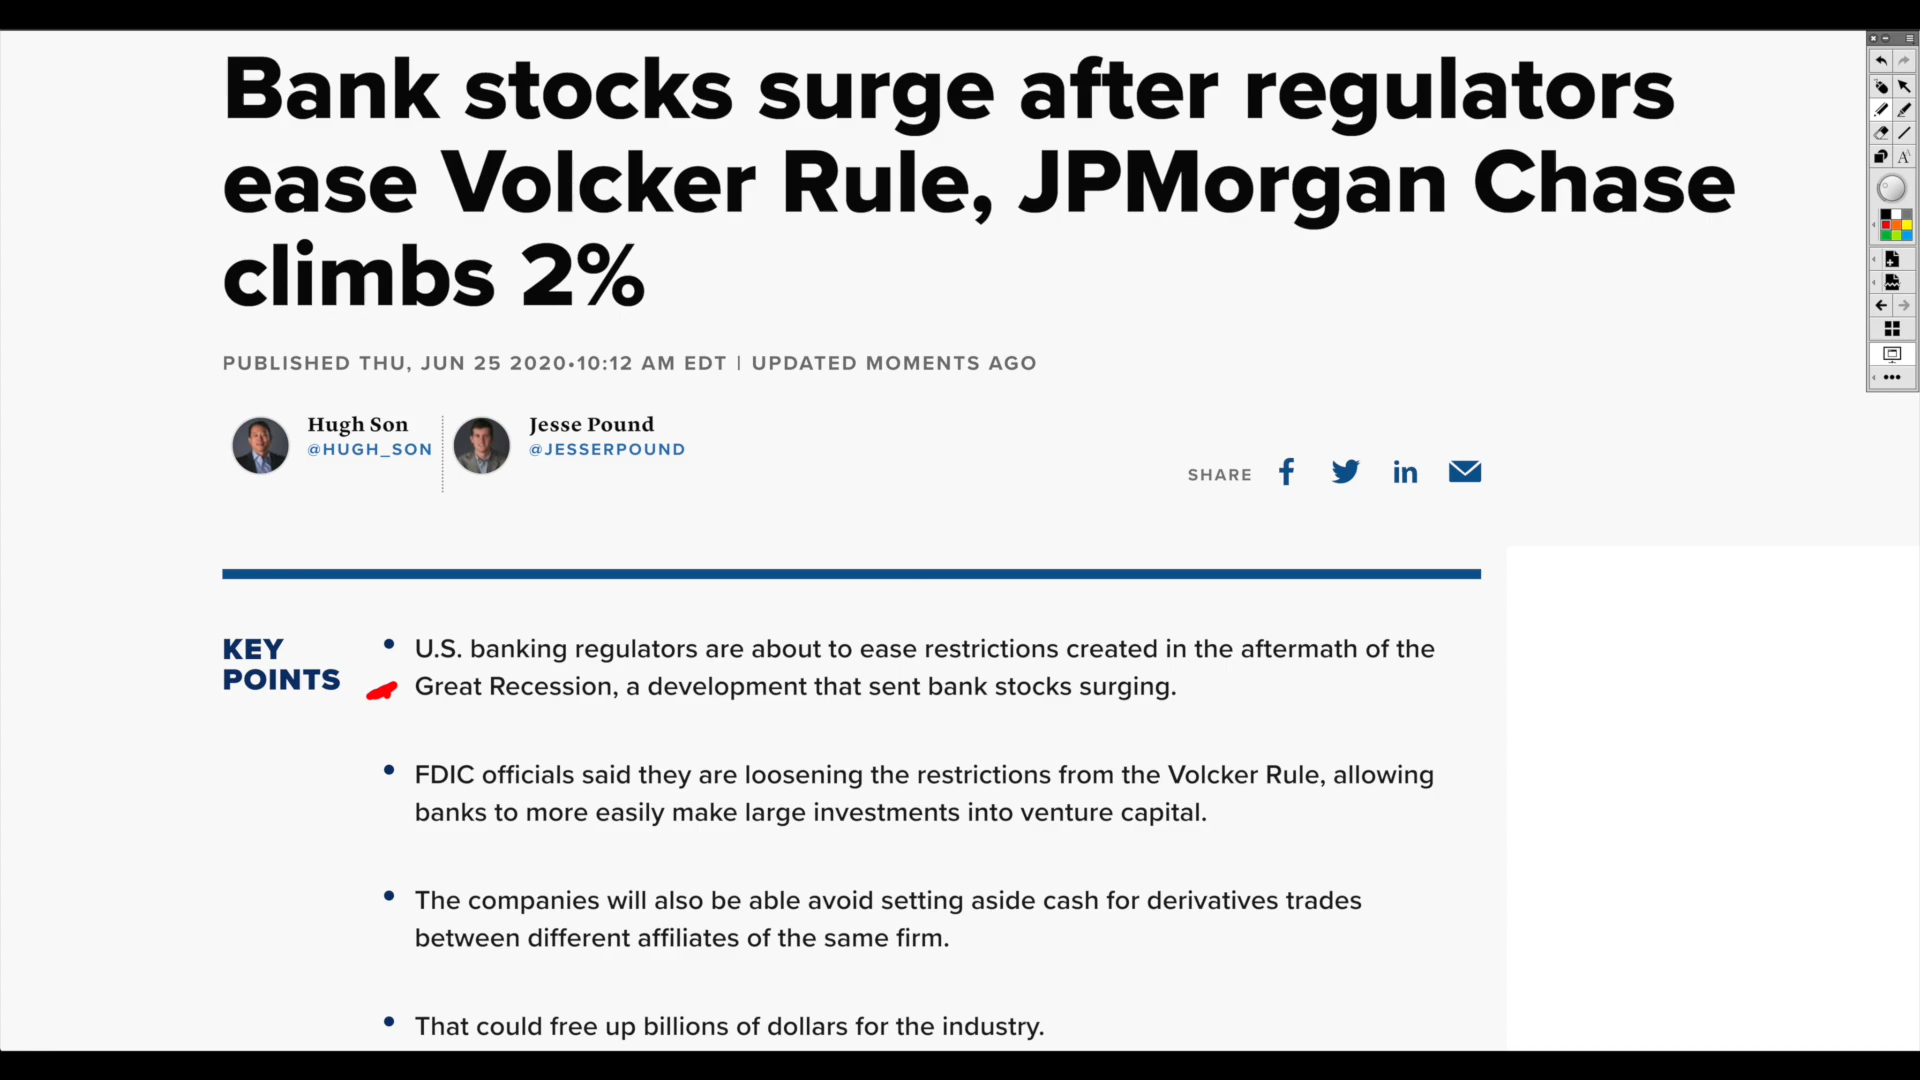 Bank stocks surge after regulators
ease Volcker Rule, JPMorgan Chase
climbs 2%
PUBLISHED THU, JUN 25 2020•10:12 AM EDT | UPDATED MOMENTS AGO
Hugh Son
@HUGH_SON
Jesse Pound
@JESSERPOUND
SHARE
KEY
POINTS
• U.S. banking regulators are about to ease restrictions created in the aftermath of the
Great Recession, a development that sent bank stocks surging.
• FDIC officials said they are loosening the restrictions from the Volcker Rule, allowing
banks to more easily make large investments into venture capital.
• The companies will also be able avoid setting aside cash for derivatives trades
between different affiliates of the same firm.
• That could free up billions of dollars for the industry.